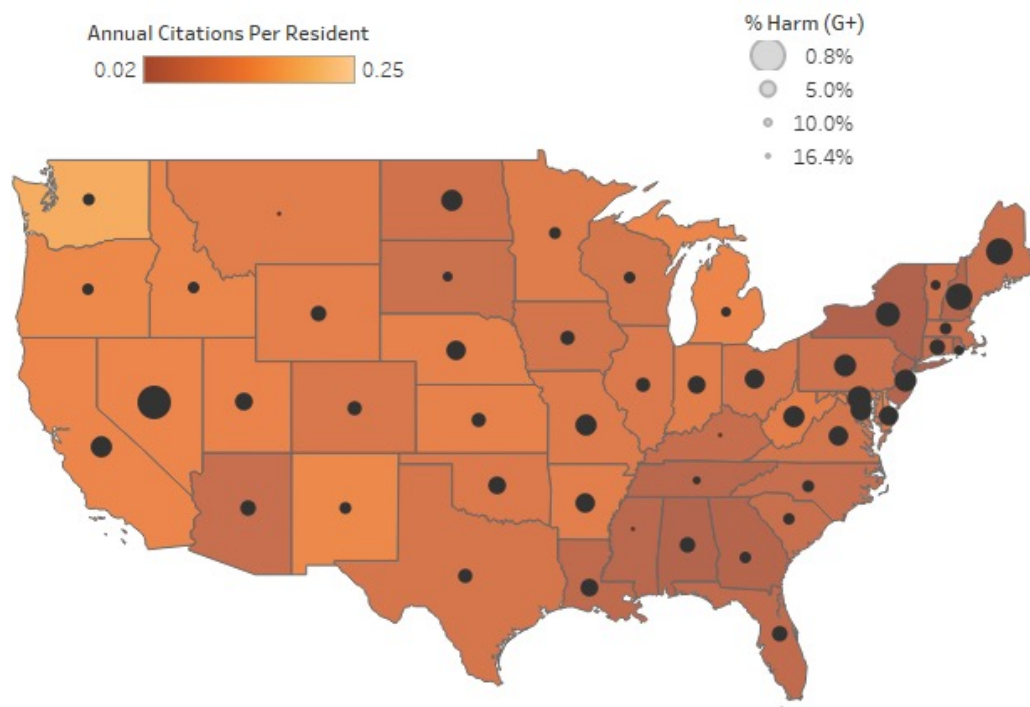 Annual Citations Per Resident
0.02 0.25
% Harm (G+)
0.8%
5.0%
10.0%
16.4%